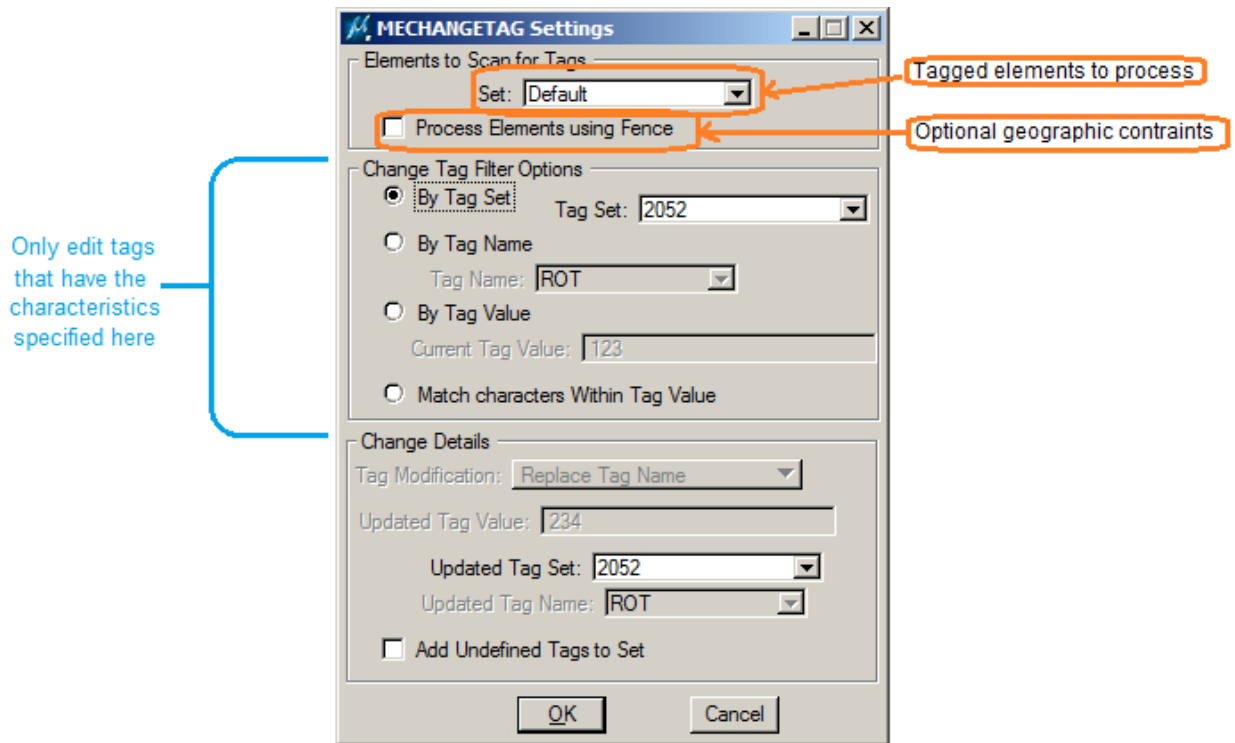 MECHANGETAG Settings
Elements to Scan for Tags
Set: Default
Tagged elements to process
Process Elements using Fence
Optional geographic contraints
Change Tag Filter Options
By Tag Set Tag Set: 2052
By Tag Name
Tag Name: ROT
By Tag Value
Current Tag Value: 123
Match characters Within Tag Value
Only edit tags
that have the
characteristics
specified here
Change Details
Tag Modification: Replace Tag Name
Updated Tag Value: 234
Updated Tag Set: 2052
Updated Tag Name: ROT
Add Undefined Tags to Set
OK Cancel